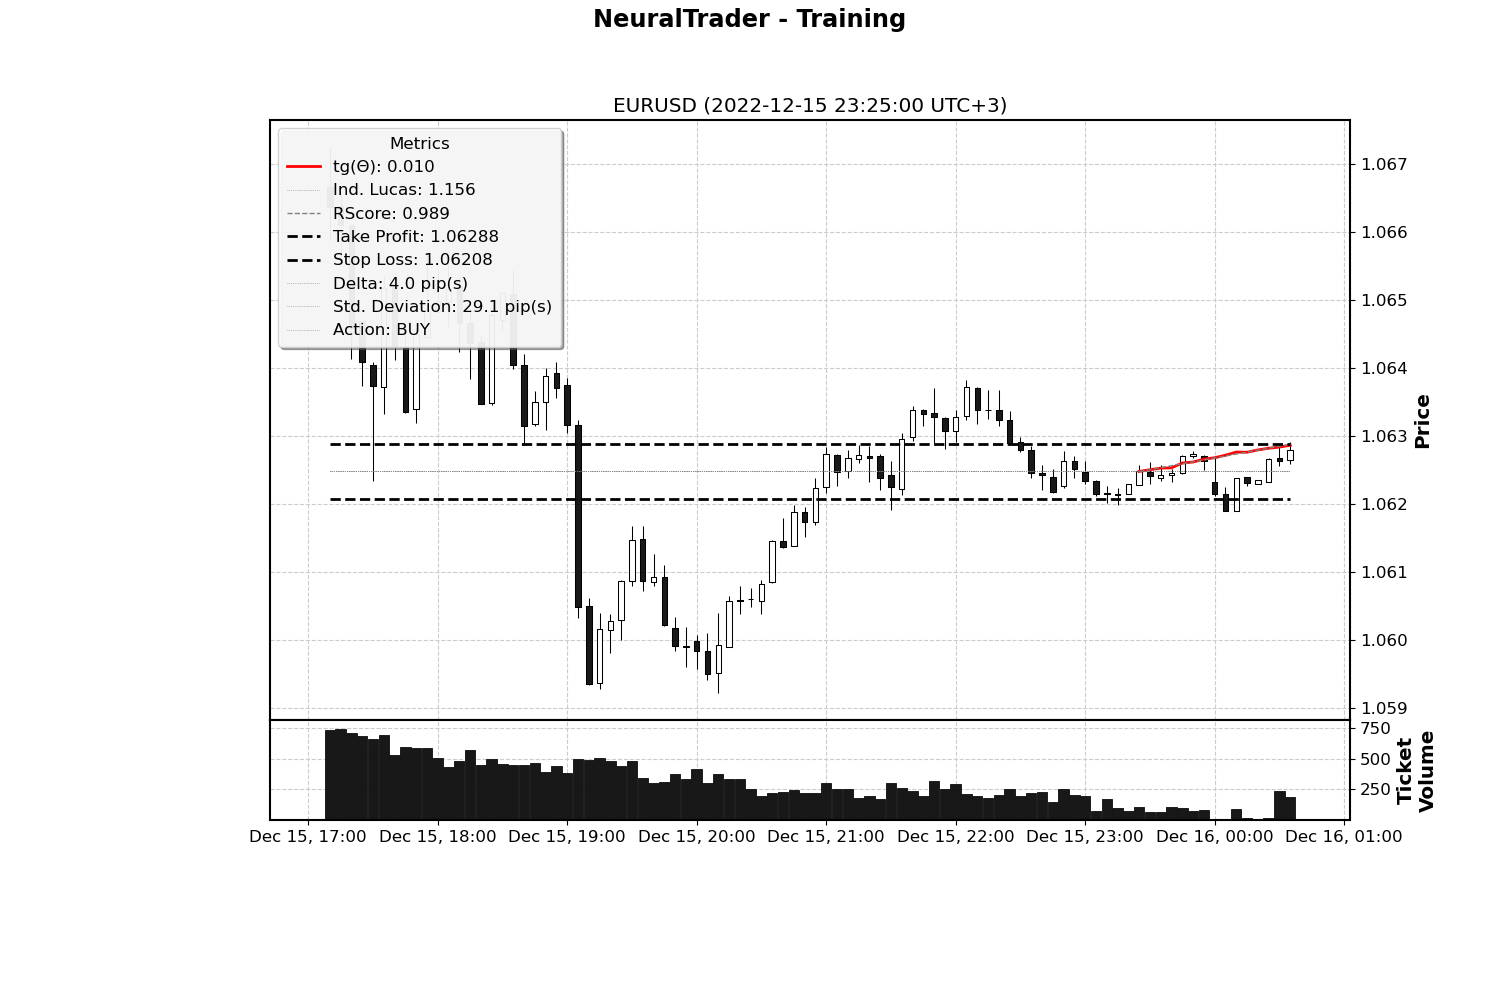 NeuralTrader - Training
EURUSD (2022-12-15 23:25:00 UTC+3)
Metrics
tg(Θ): 0.010
Ind. Lucas: 1.156
RScore: 0.989
Take Profit: 1.06288
Stop Loss: 1.06208
Delta: 4.0 pip(s)
Std. Deviation: 29.1 pip(s)
Action: BUY
1.067
1.066
1.065
1.064
1.063
1.062
1.061
1.060
1.059
Price
750
500
250
Ticket
Volume
Dec 15, 17:00
Dec 15, 18:00
Dec 15, 19:00
Dec 15, 20:00
Dec 15, 21:00
Dec 15, 22:00
Dec 15, 23:00
Dec 16, 00:00
Dec 16, 01:00